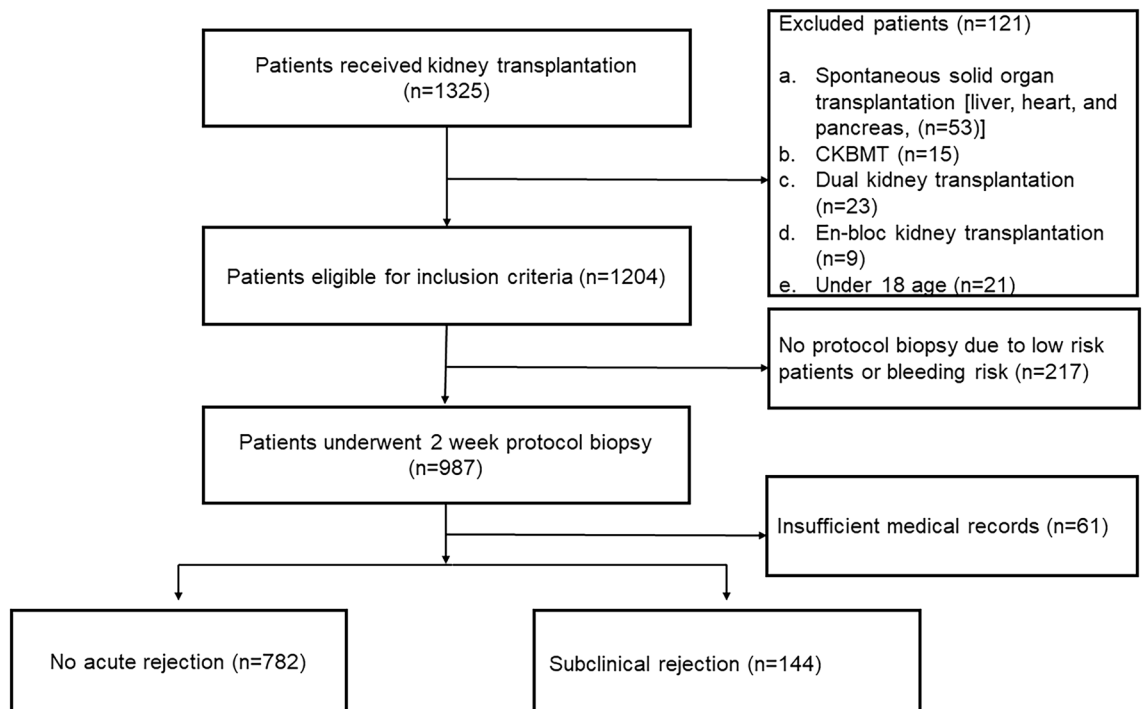 Patients received kidney transplantation
(n=1325)
Excluded patients (n=121)
a. Spontaneous solid organ
transplantation [liver, heart, and
pancreas, (n=53)]
b. CKBMT (n=15)
c. Dual kidney transplantation
(n=23)
d. En-bloc kidney transplantation
(n=9)
e. Under 18 age (n=21)
Patients eligible for inclusion criteria (n=1204)
No protocol biopsy due to low risk
patients or bleeding risk (n=217)
Patients underwent 2 week protocol biopsy
(n=987)
Insufficient medical records (n=61)
No acute rejection (n=782)
Subclinical rejection (n=144)